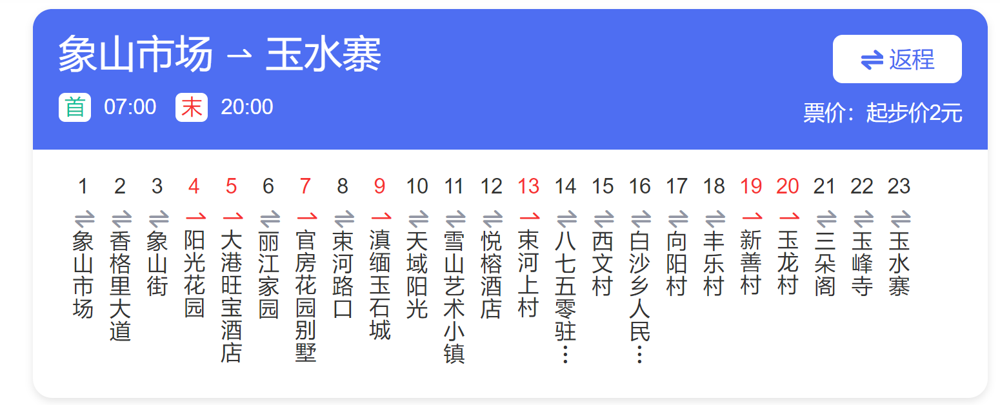 象山市场 ⇀ 玉水寨
⇌ 返程
首 07:00 末 20:00
票价：起步价2元
1 ⇌ 象山市场
2 ⇌ 香格里大道
3 ⇌ 象山街
4 ⇀ 阳光花园
5 ⇀ 大港旺宝酒店
6 ⇌ 丽江家园
7 ⇀ 官房花园别墅
8 ⇌ 束河路口
9 ⇀ 滇缅玉石城
10 ⇌ 天域阳光
11 ⇌ 雪山艺术小镇
12 ⇌ 悦榕酒店
13 ⇀ 束河上村
14 ⇌ 八七五零驻…
15 ⇌ 西文村
16 ⇌ 白沙乡人民…
17 ⇌ 向阳村
18 ⇌ 丰乐村
19 ⇀ 新善村
20 ⇀ 玉龙村
21 ⇌ 三朵阁
22 ⇌ 玉峰寺
23 ⇌ 玉水寨